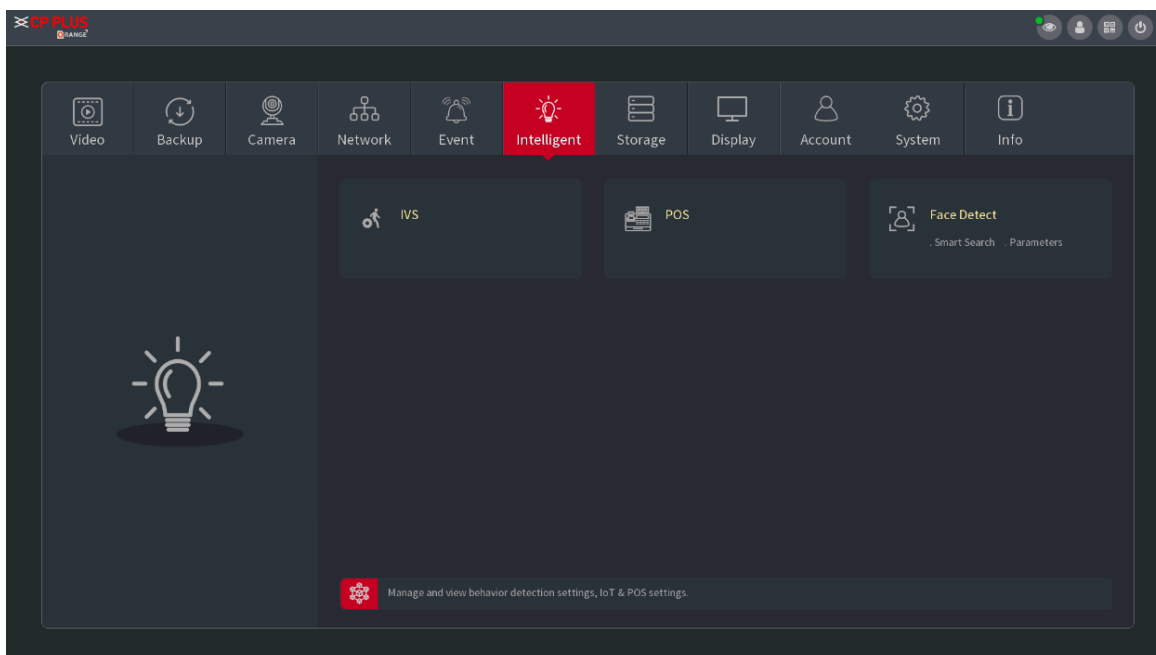 CP PLUS
ORANGE
Video Backup Camera Network Event Intelligent Storage Display Account System Info
IVS
POS
Face Detect
. Smart Search . Parameters
Manage and view behavior detection settings, IoT & POS settings.